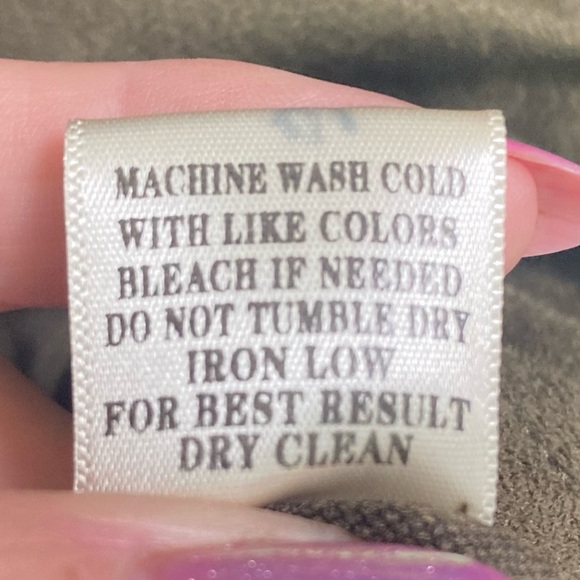 MACHINE WASH COLD
WITH LIKE COLORS
BLEACH IF NEEDED
DO NOT TUMBLE DRY
IRON LOW
FOR BEST RESULT
DRY CLEAN